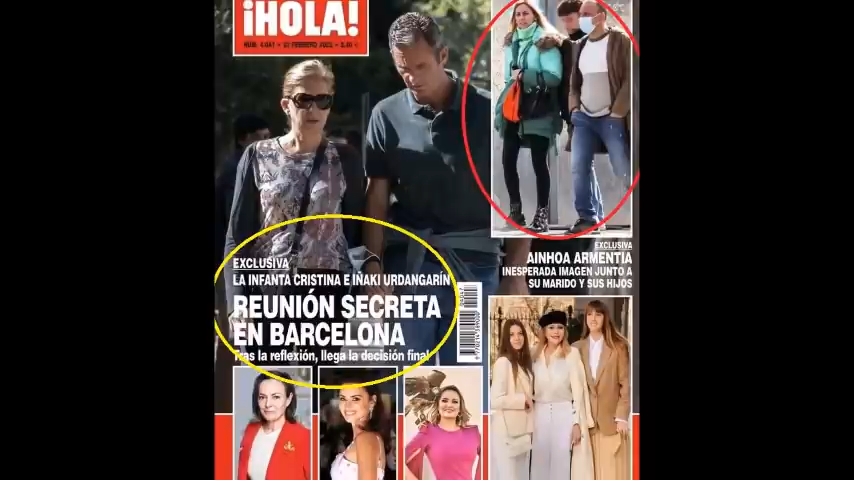 ¡HOLA!
EXCLUSIVA
LA INFANTA CRISTINA E IÑAKI URDANGARÍN
REUNIÓN SECRETA
EN BARCELONA
Tras la reflexión, llega la decisión final
EXCLUSIVA
AINHOA ARMENTIA
INESPERADA IMAGEN JUNTO A
SU MARIDO Y SUS HIJOS